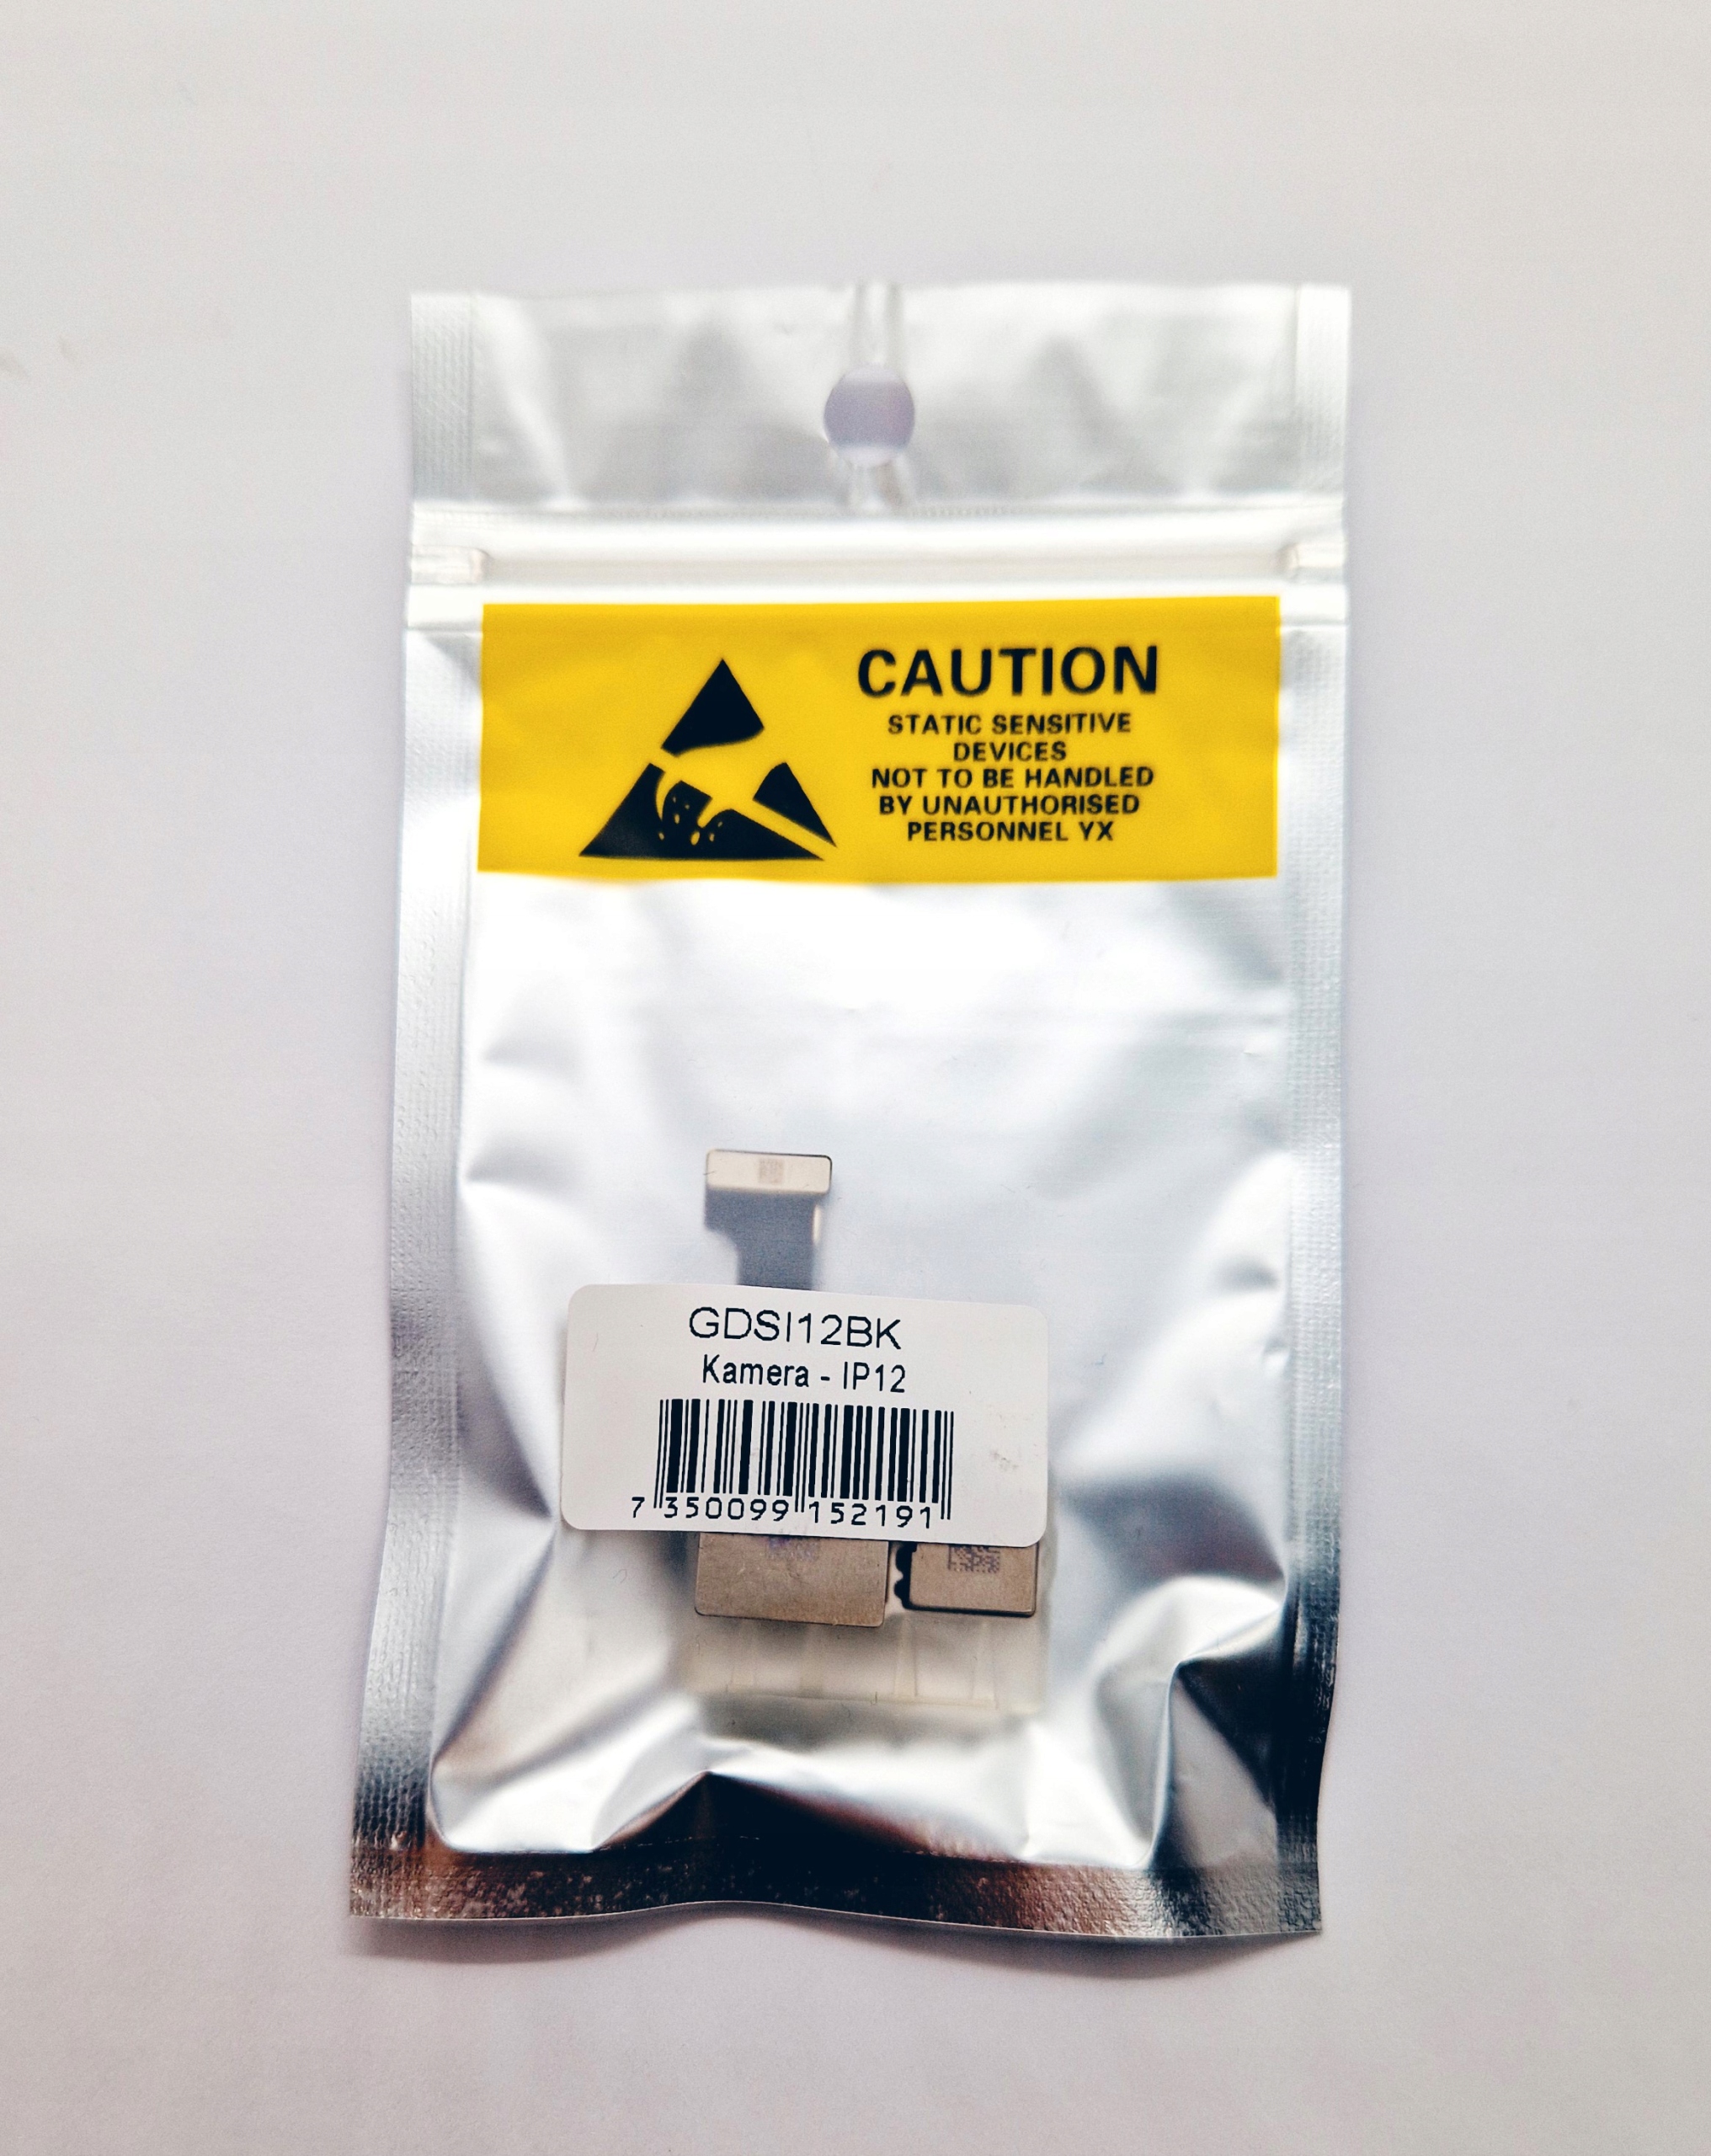 CAUTION
STATIC SENSITIVE
DEVICES
NOT TO BE HANDLED
BY UNAUTHORISED
PERSONNEL YX
GDSI12BK
Kamera - IP12
7 350099 152191